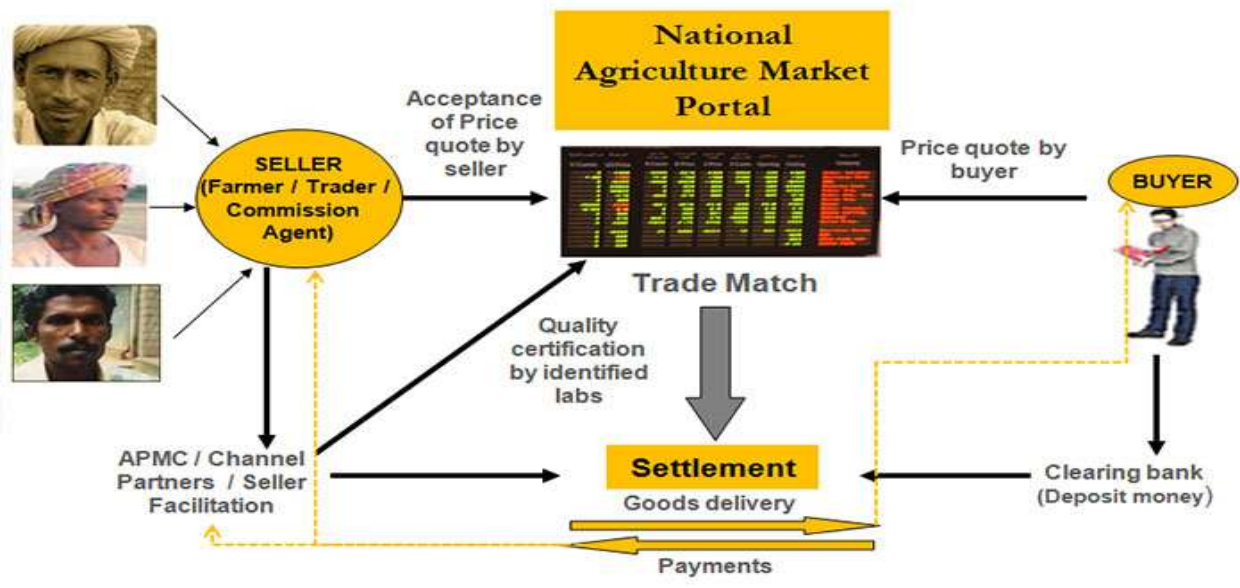 National
Agriculture Market
Portal
Acceptance
of Price
quote by
seller
SELLER
(Farmer / Trader /
Commission
Agent)
Price quote by
buyer
BUYER
Trade Match
Quality
certification
by identified
labs
APMC / Channel
Partners / Seller
Facilitation
Settlement
Goods delivery
Clearing bank
(Deposit money)
Payments